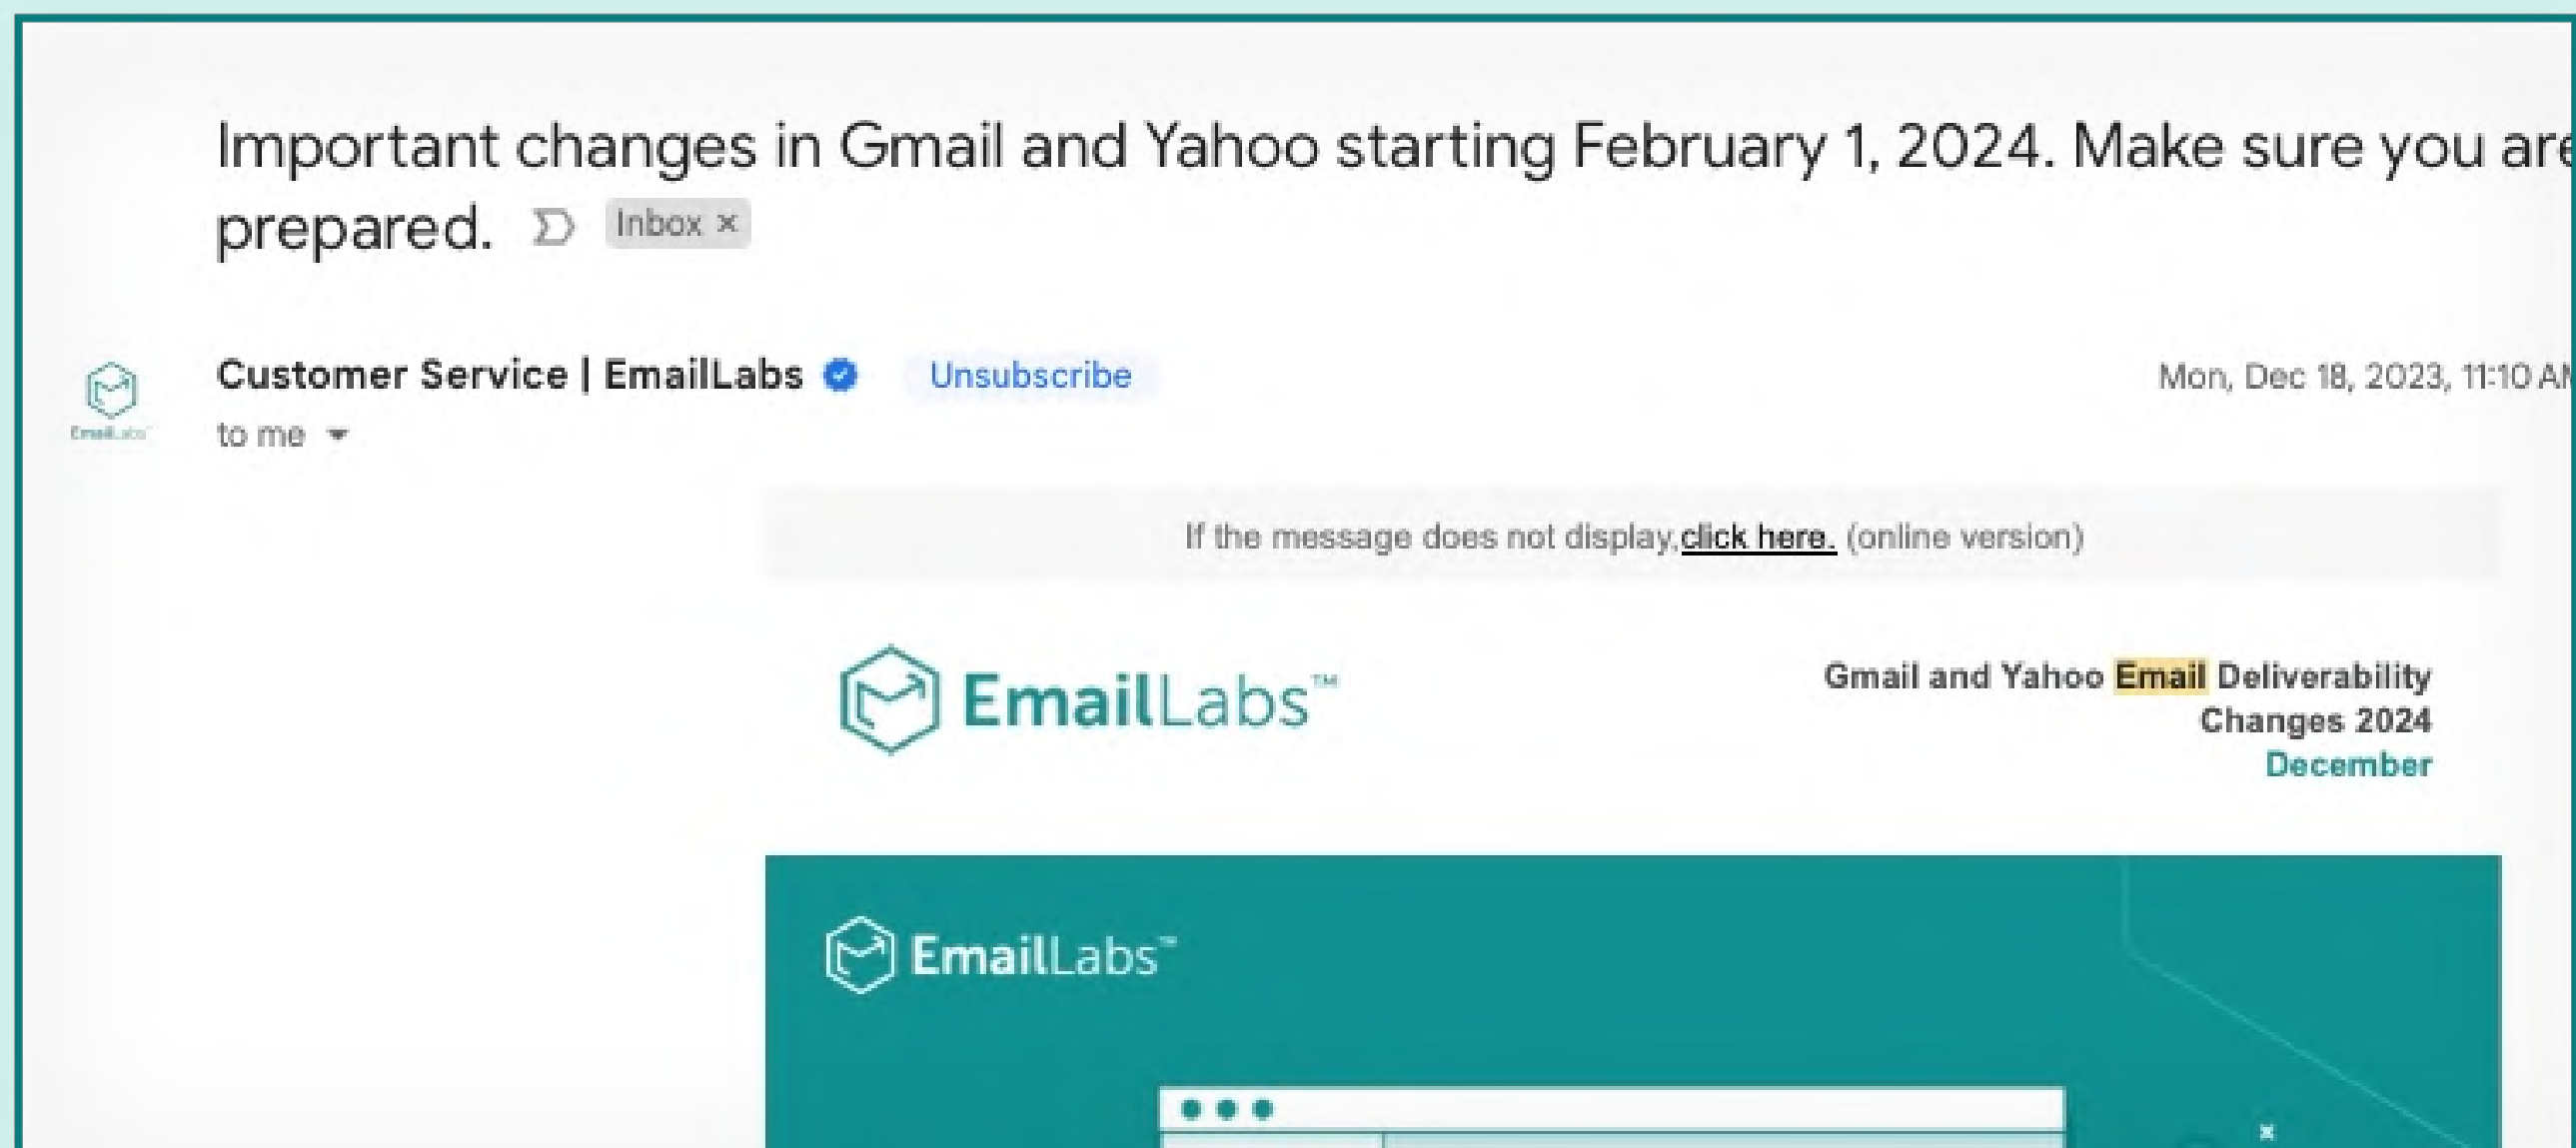 Important changes in Gmail and Yahoo starting February 1, 2024. Make sure you are
prepared. Inbox ×
Customer Service | EmailLabs Unsubscribe Mon, Dec 18, 2023, 11:10 AM
EmailLabs
to me
If the message does not display,click here. (online version)
EmailLabs™
Gmail and Yahoo Email Deliverability
Changes 2024
December
EmailLabs™